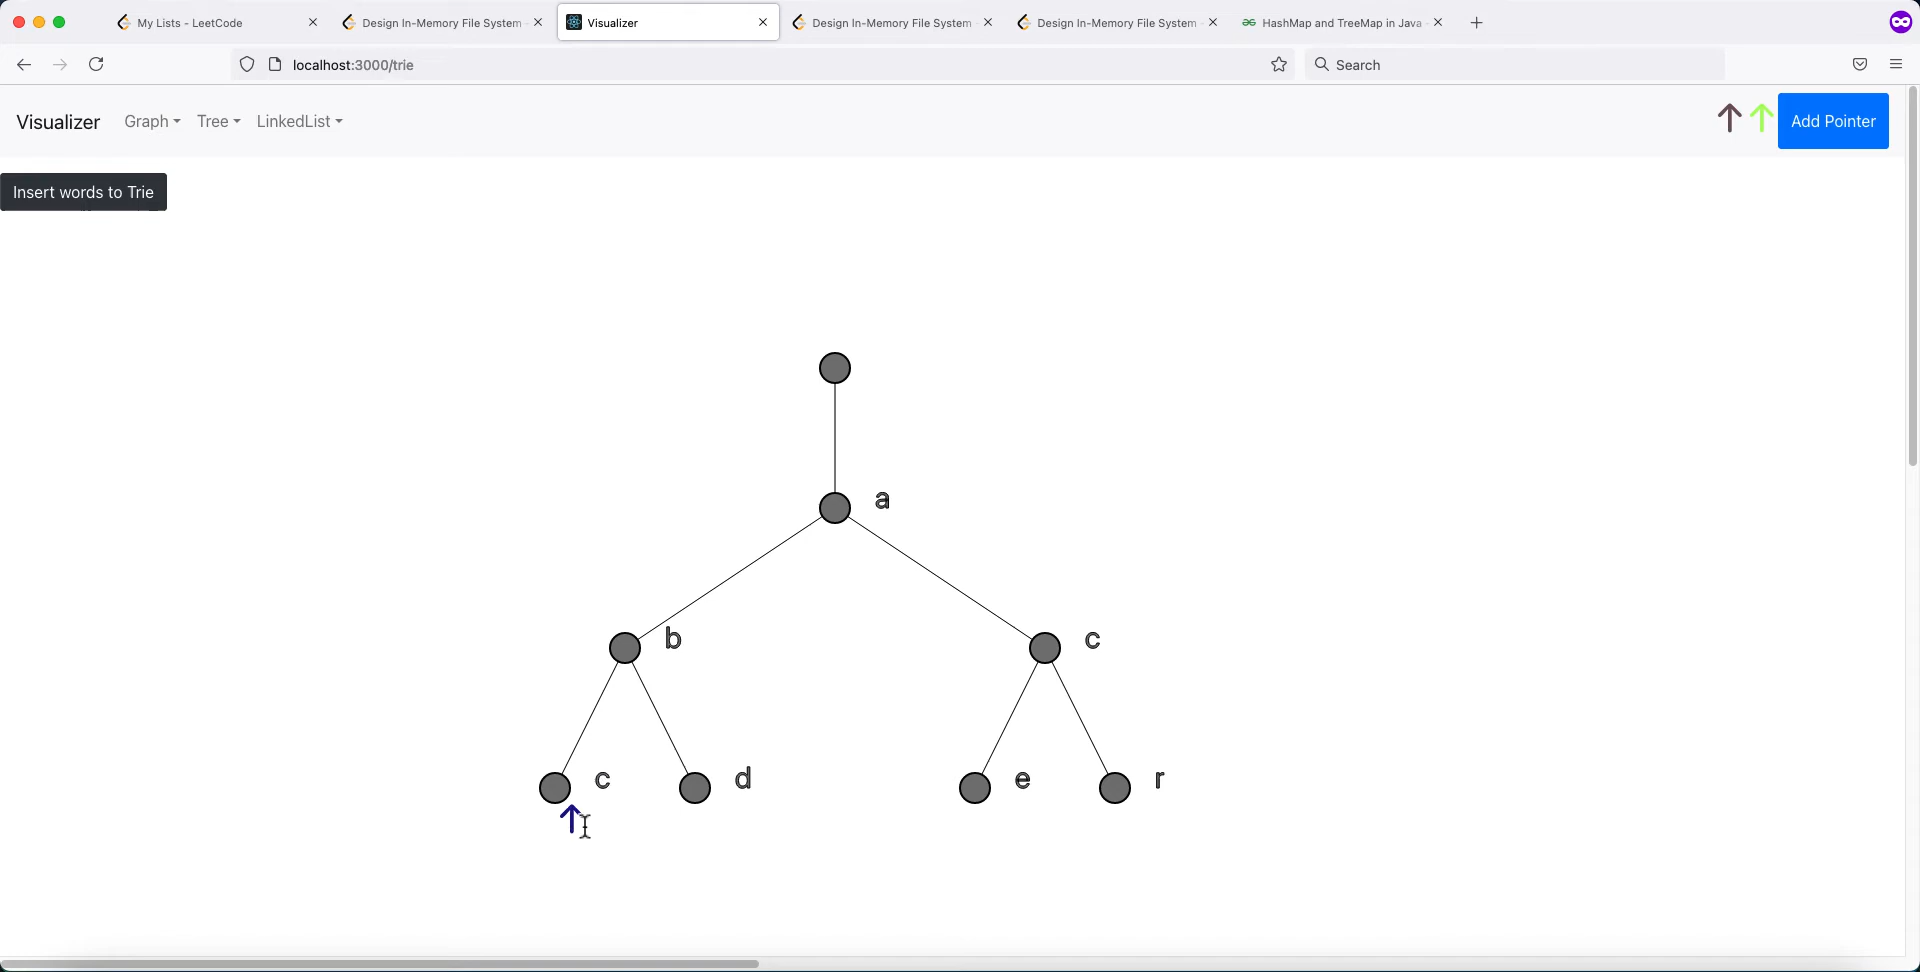 My Lists - LeetCode
Design In-Memory File System
Visualizer
Design In-Memory File System
Design In-Memory File System
HashMap and TreeMap in Java
localhost:3000/trie
Search
Visualizer
Graph
Tree
LinkedList
Add Pointer
Insert words to Trie
a
b
c
c
d
e
r